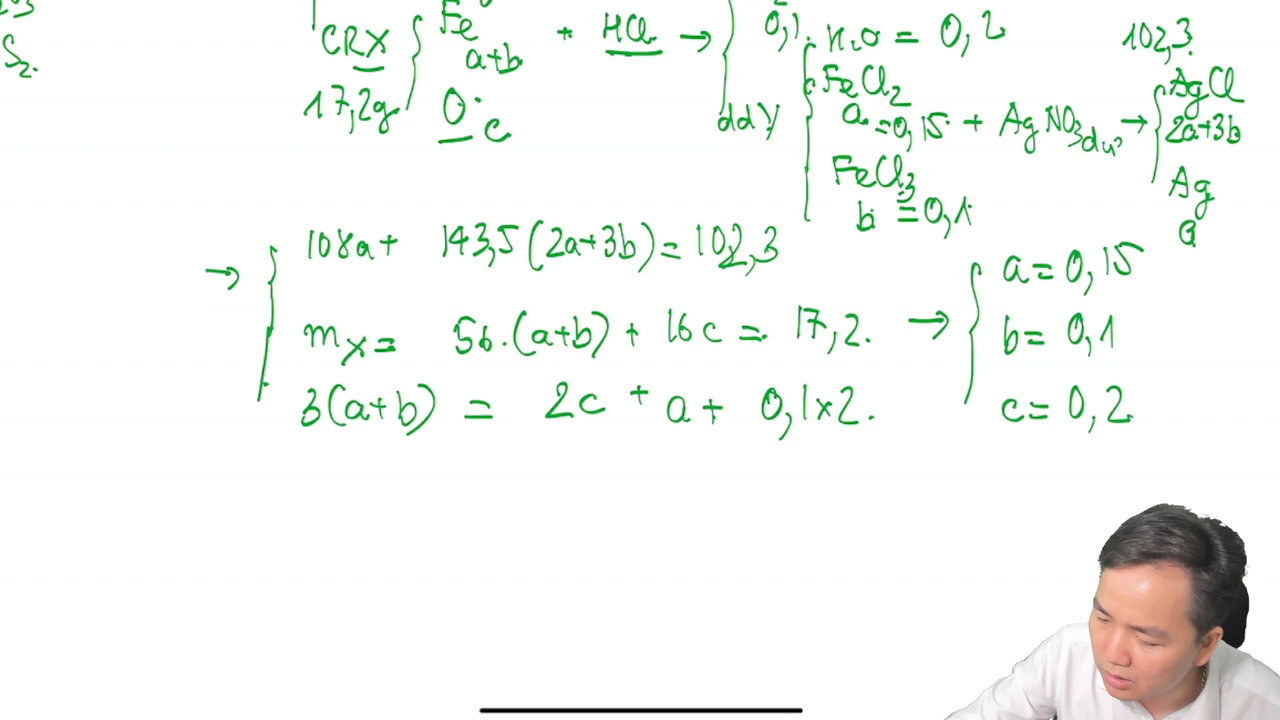 S₂.
CRX { Fe + HCl → { 0,1. H₂O = 0,2
a+b
17,2g O c
ddY { FeCl₂
a = 0,15 + AgNO₃ dư →
FeCl₃
b = 0,1
102,3.
{ AgCl
2a+3b
Ag
a
→ { 108a + 143,5(2a+3b) = 102,3
mX = 56.(a+b) + 16c = 17,2. → { a = 0,15
b = 0,1
3(a+b) = 2c + a + 0,1x2.
c = 0,2